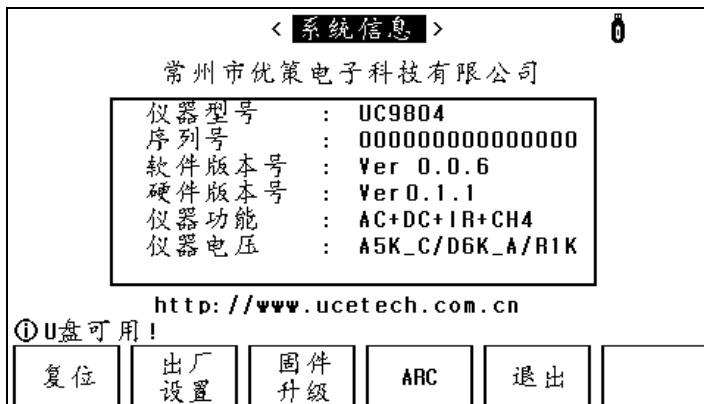 < 系统信息 >
常州市优策电子科技有限公司
仪器型号 : UC9804
序列号 : 000000000000000
软件版本号 : Ver 0.0.6
硬件版本号 : Ver0.1.1
仪器功能 : AC+DC+IR+CH4
仪器电压 : A5K_C/D6K_A/R1K
http://www.ucetech.com.cn
U盘可用!
复位
出厂
设置
固件
升级
ARC
退出